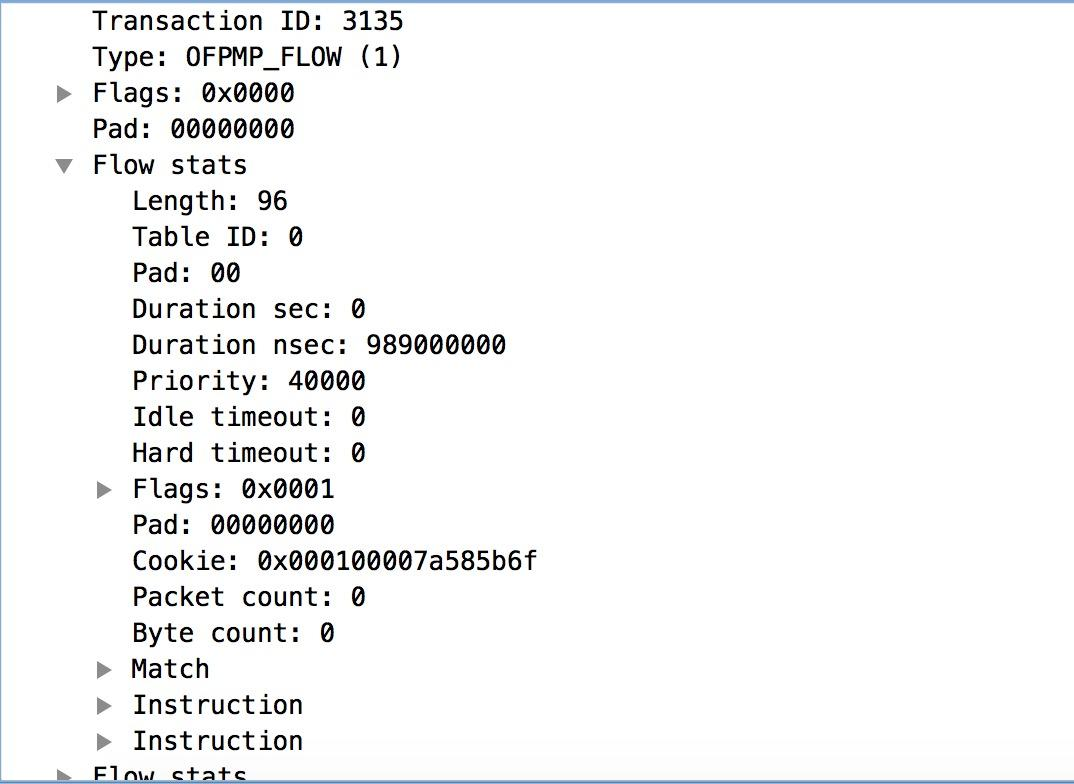 Transaction ID: 3135
Type: OFPMP_FLOW (1)
Flags: 0x0000
Pad: 00000000
Flow stats
Length: 96
Table ID: 0
Pad: 00
Duration sec: 0
Duration nsec: 989000000
Priority: 40000
Idle timeout: 0
Hard timeout: 0
Flags: 0x0001
Pad: 00000000
Cookie: 0x000100007a585b6f
Packet count: 0
Byte count: 0
Match
Instruction
Instruction
Flow stats